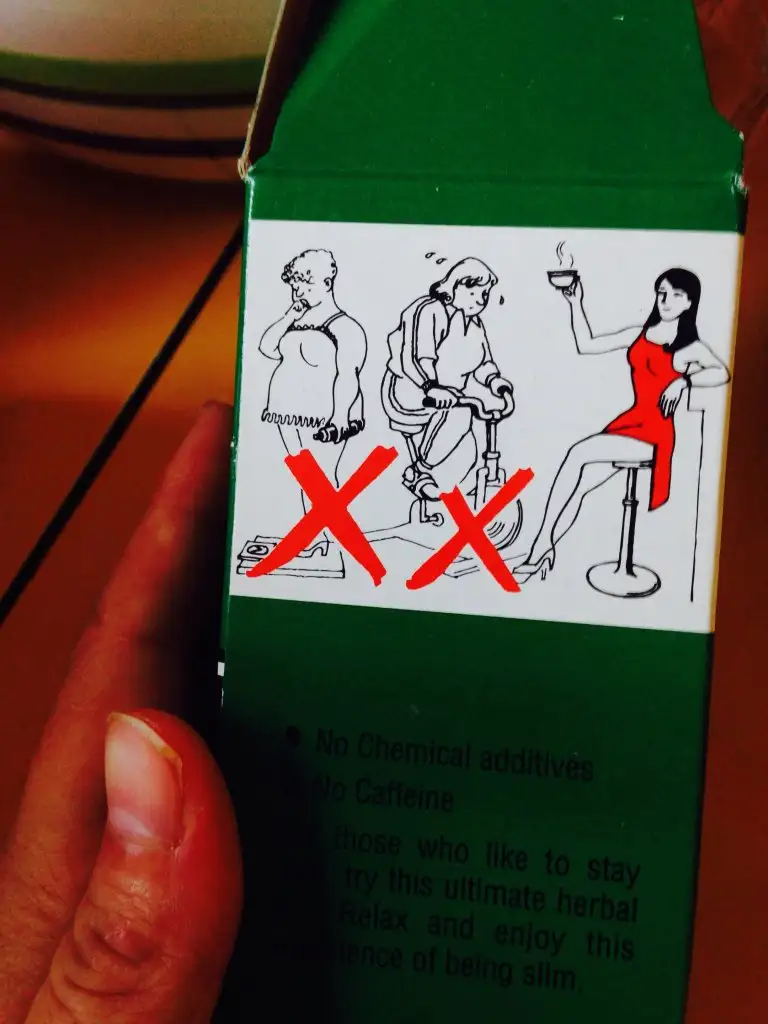 No Chemical additives
No Caffeine
those who like to stay
try this ultimate herbal
Relax and enjoy this
of being slim.